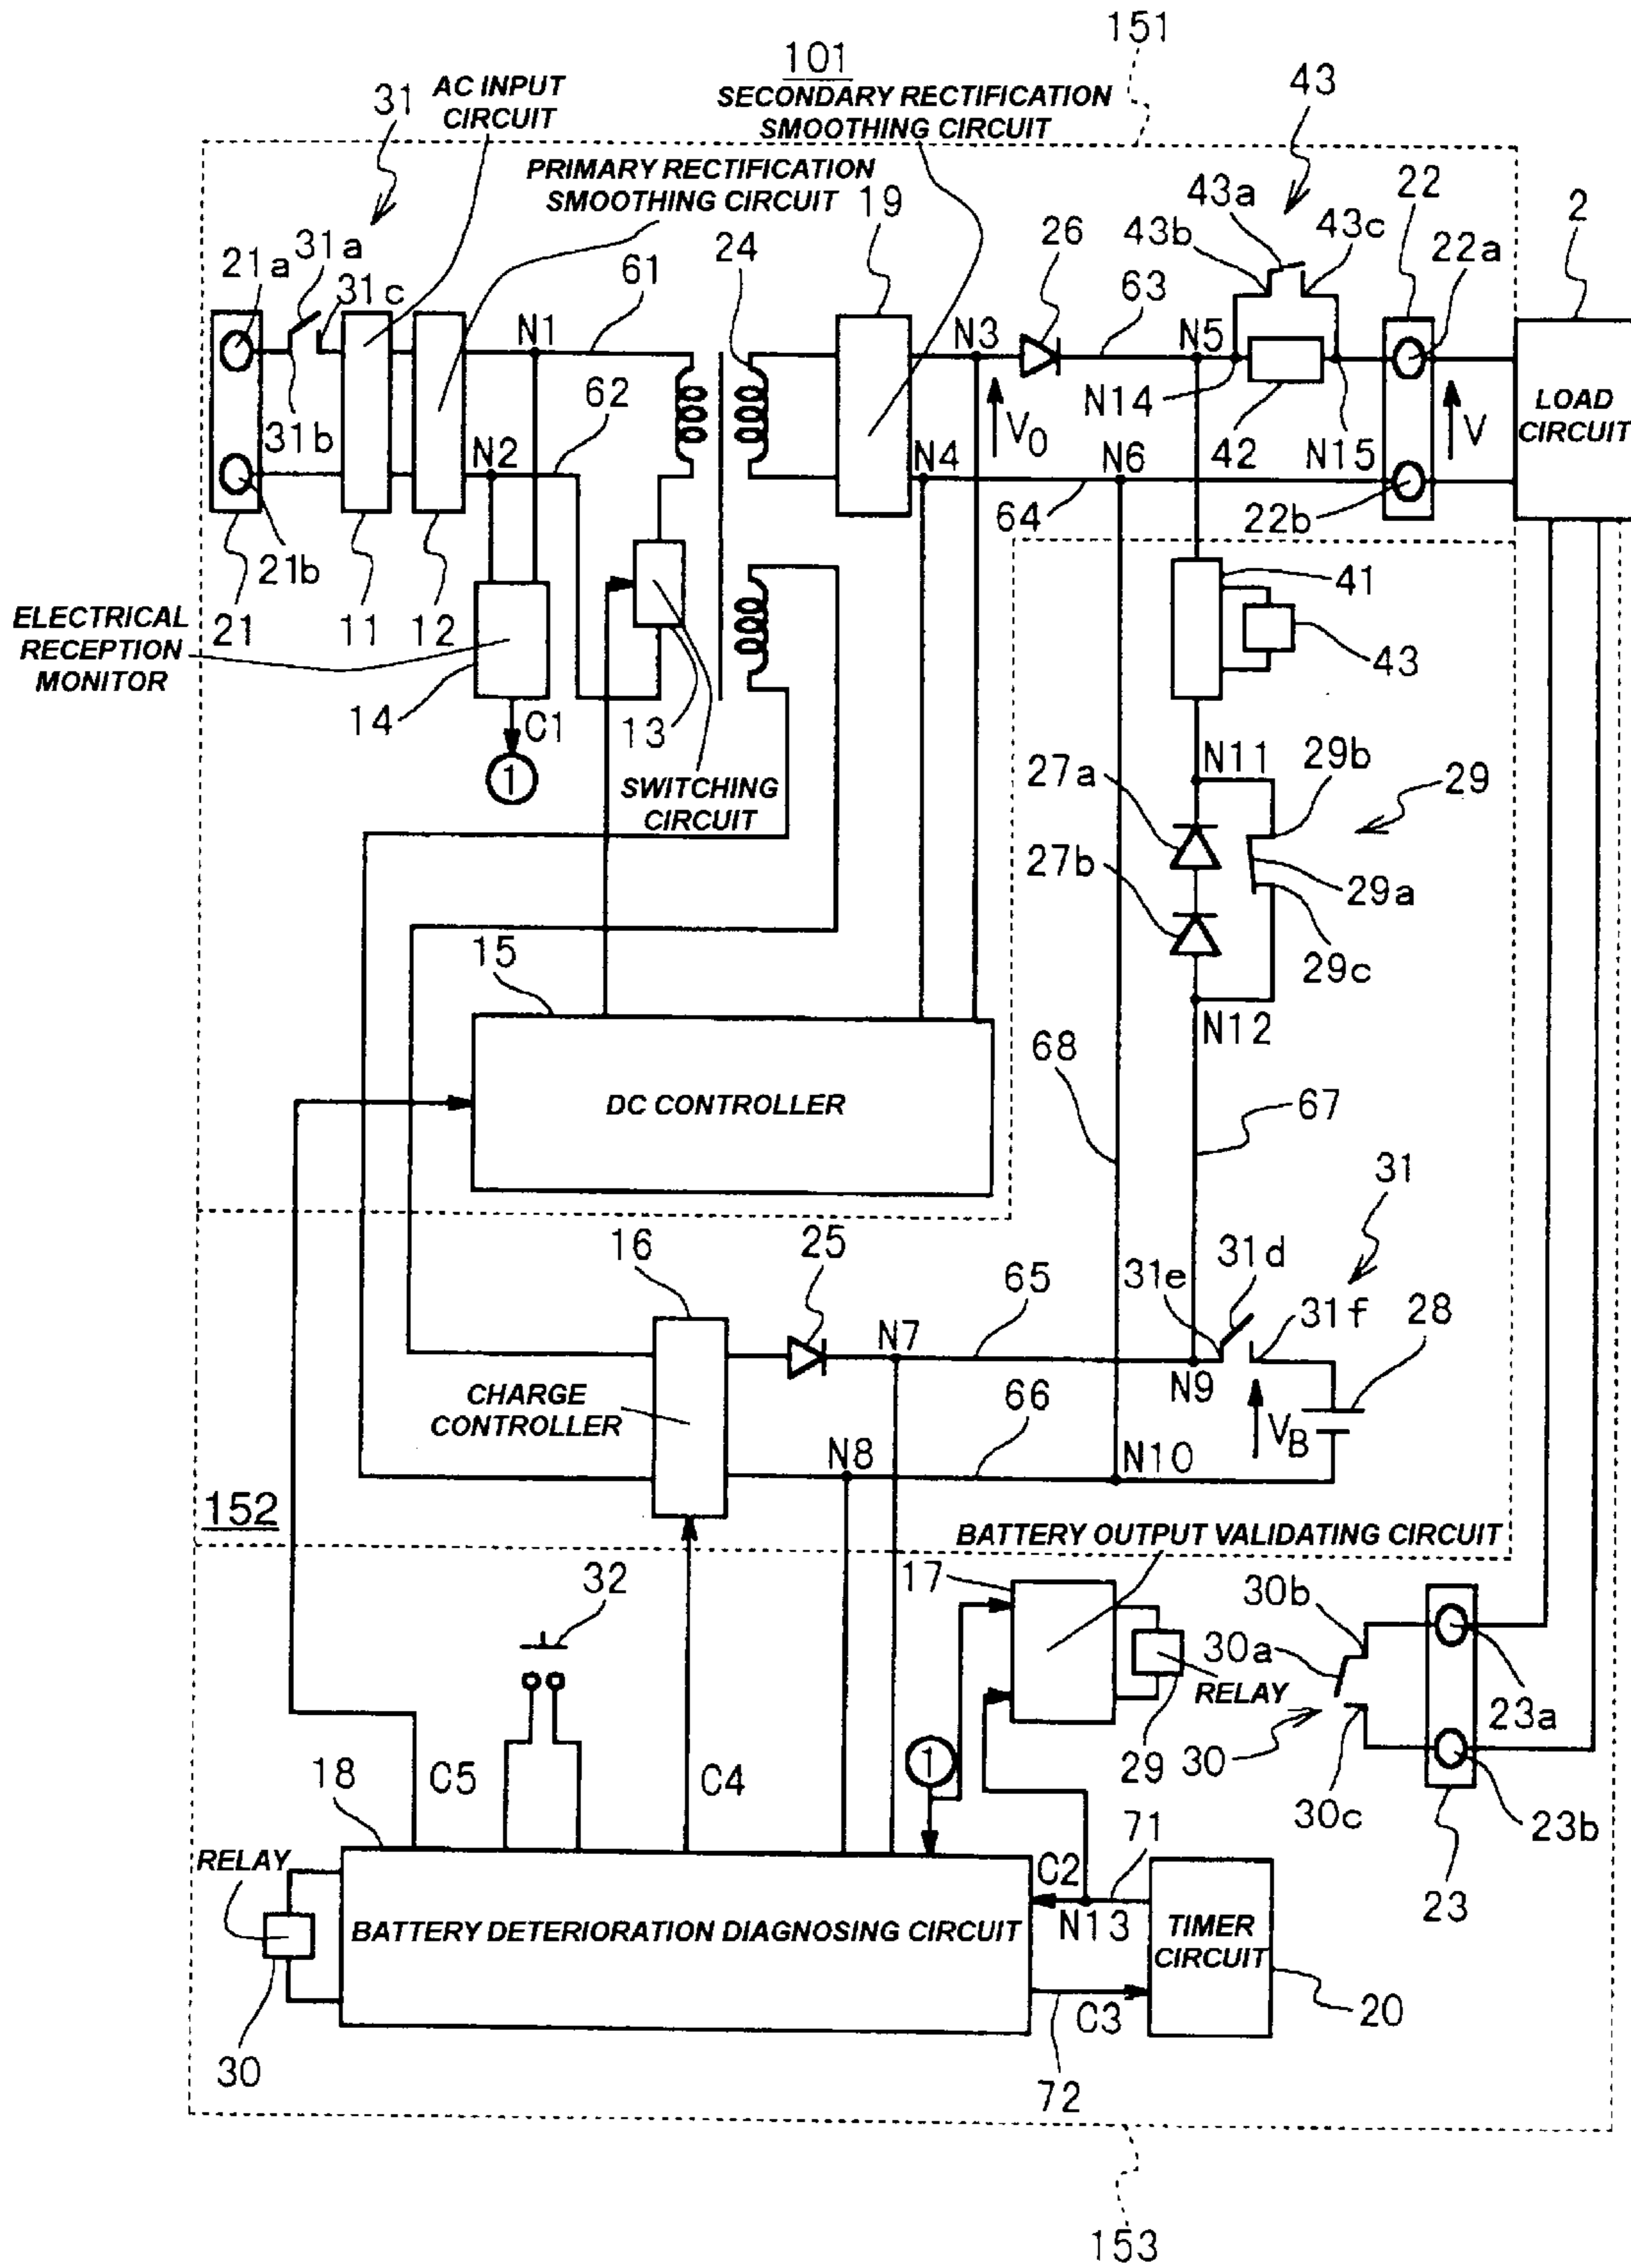 151
101
31
AC INPUT
CIRCUIT
SECONDARY RECTIFICATION
SMOOTHING CIRCUIT
43
PRIMARY RECTIFICATION
SMOOTHING CIRCUIT
19
43a
43b
43c
22
2
21a
31a
31c
61
24
26
63
22a
N1
N3
N5
62
31b
N2
V0
N14
42
N15
V
LOAD
CIRCUIT
N4
N6
64
22b
21b
21
11
12
41
43
ELECTRICAL
RECEPTION
MONITOR
14
C1
13
1
SWITCHING
CIRCUIT
N11
27a
29b
29
27b
29a
29c
15
N12
68
67
DC CONTROLLER
31
16
25
65
31e
31d
31f
28
N7
N9
CHARGE
CONTROLLER
66
VB
N8
N10
152
BATTERY OUTPUT VALIDATING CIRCUIT
32
17
30b
30a
RELAY
23a
1
29
30
18
C5
C4
30c
23b
71
RELAY
C2
23
N13
BATTERY DETERIORATION DIAGNOSING CIRCUIT
TIMER
CIRCUIT
C3
20
30
72
153